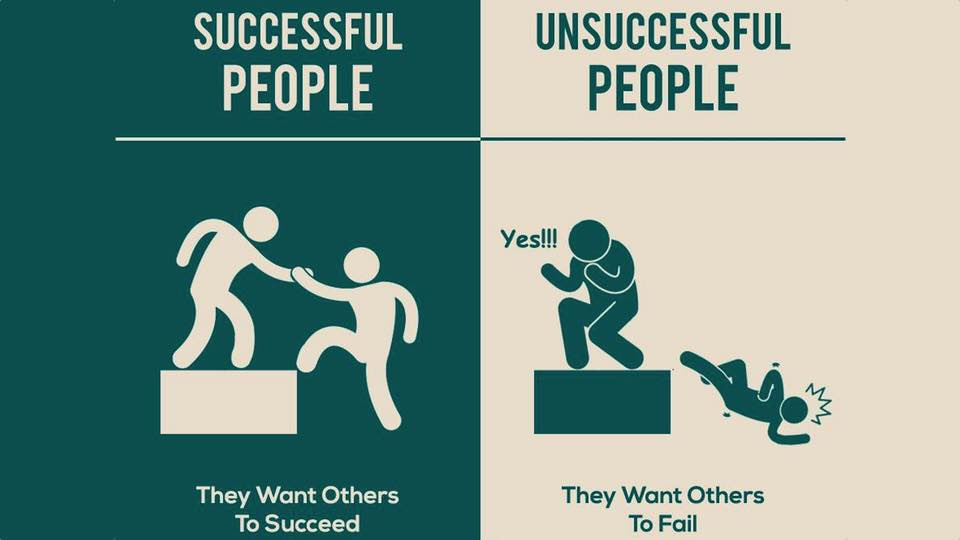 SUCCESSFUL
PEOPLE
They Want Others
To Succeed
UNSUCCESSFUL
PEOPLE
Yes!!!
They Want Others
To Fail